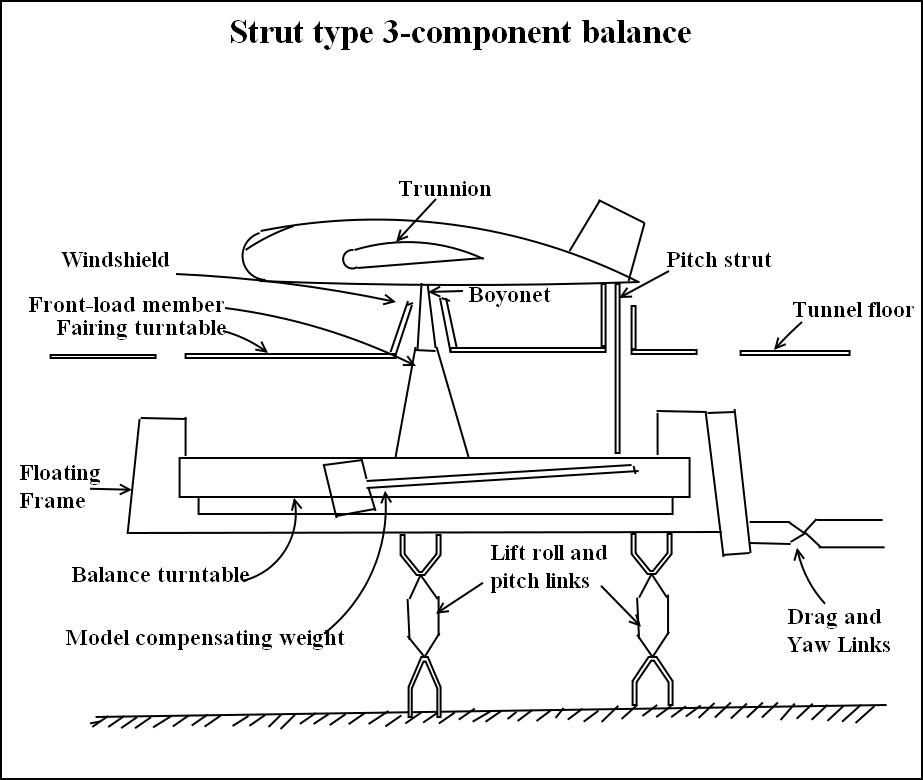 Strut type 3-component balance
Trunnion
Windshield
Pitch strut
Front-load member
Boyonet
Fairing turntable
Tunnel floor
Floating
Frame
Lift roll and
pitch links
Balance turntable
Drag and
Yaw Links
Model compensating weight